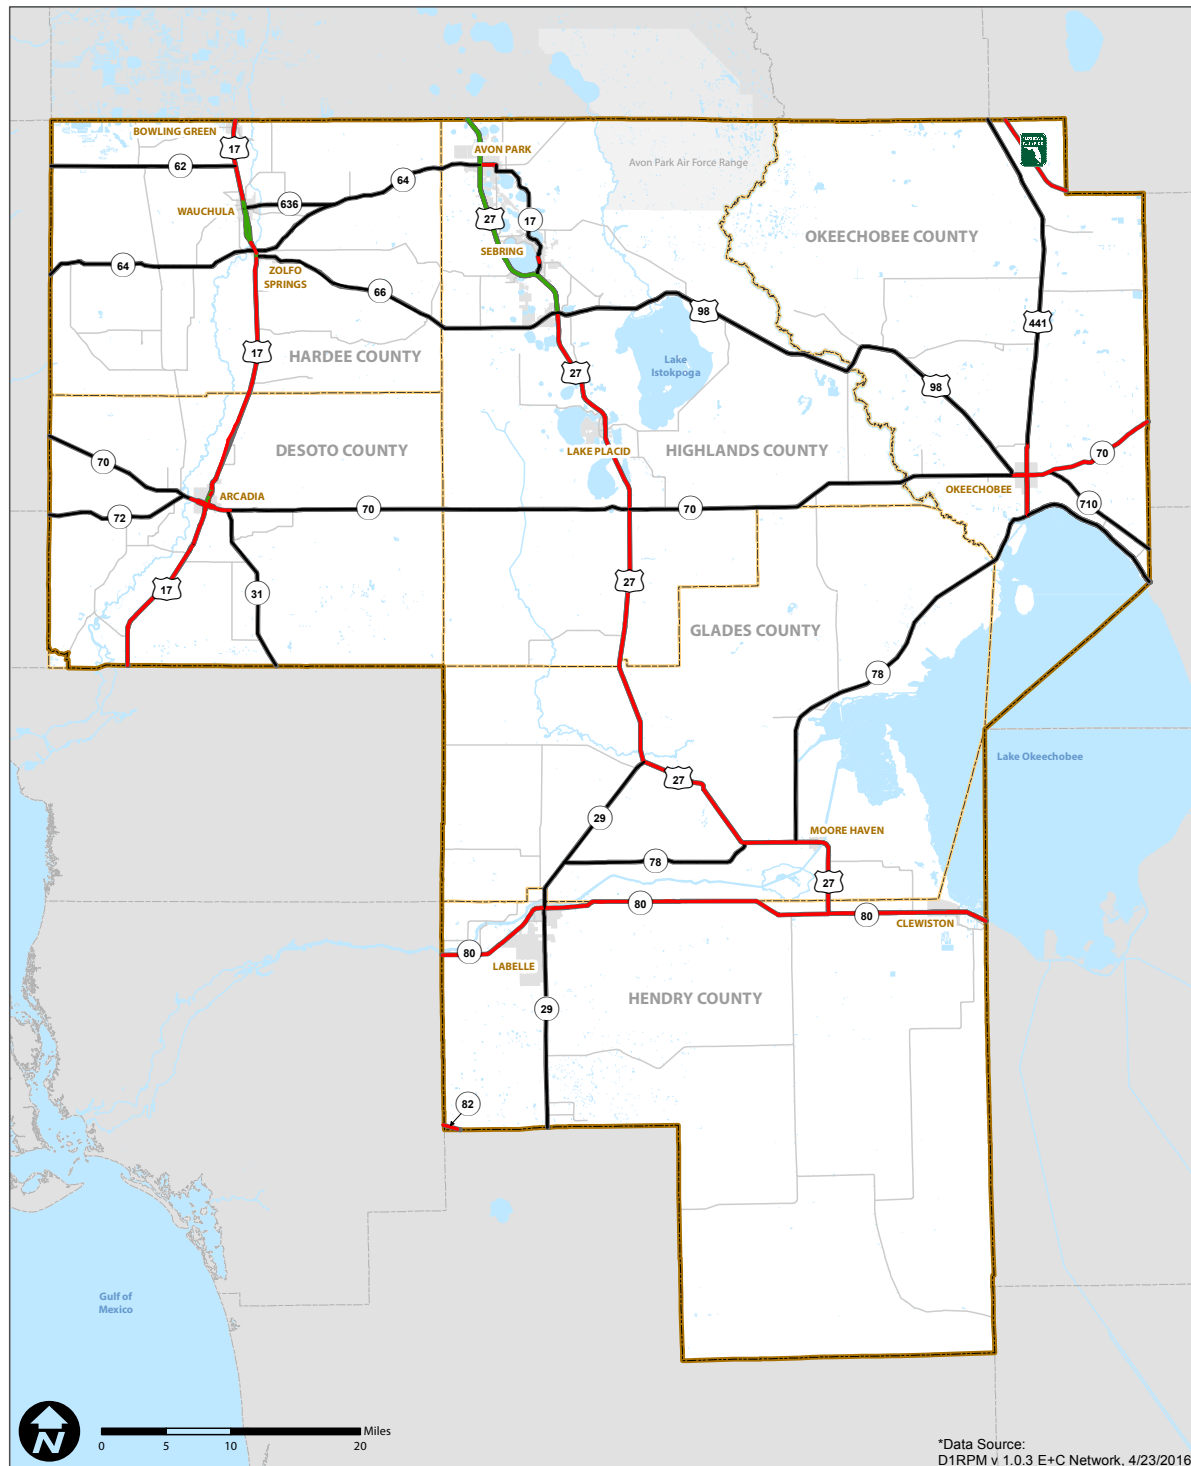 BOWLING GREEN
17
62
AVON PARK
Avon Park Air Force Range
64
WAUCHULA
636
27
17
SEBRING
OKEECHOBEE COUNTY
64
ZOLFO
SPRINGS
66
98
441
17
HARDEE COUNTY
Lake
Istokpoga
27
98
DESOTO COUNTY
LAKE PLACID
HIGHLANDS COUNTY
70
70
ARCADIA
OKEECHOBEE
72
70
70
710
17
31
27
GLADES COUNTY
78
Lake Okeechobee
27
29
MOORE HAVEN
78
27
80
80
CLEWISTON
80
LABELLE
HENDRY COUNTY
29
82
Gulf of
Mexico
N
Miles
0 5 10 20
*Data Source:
D1RPM v 1.0.3 E+C Network, 4/23/2016